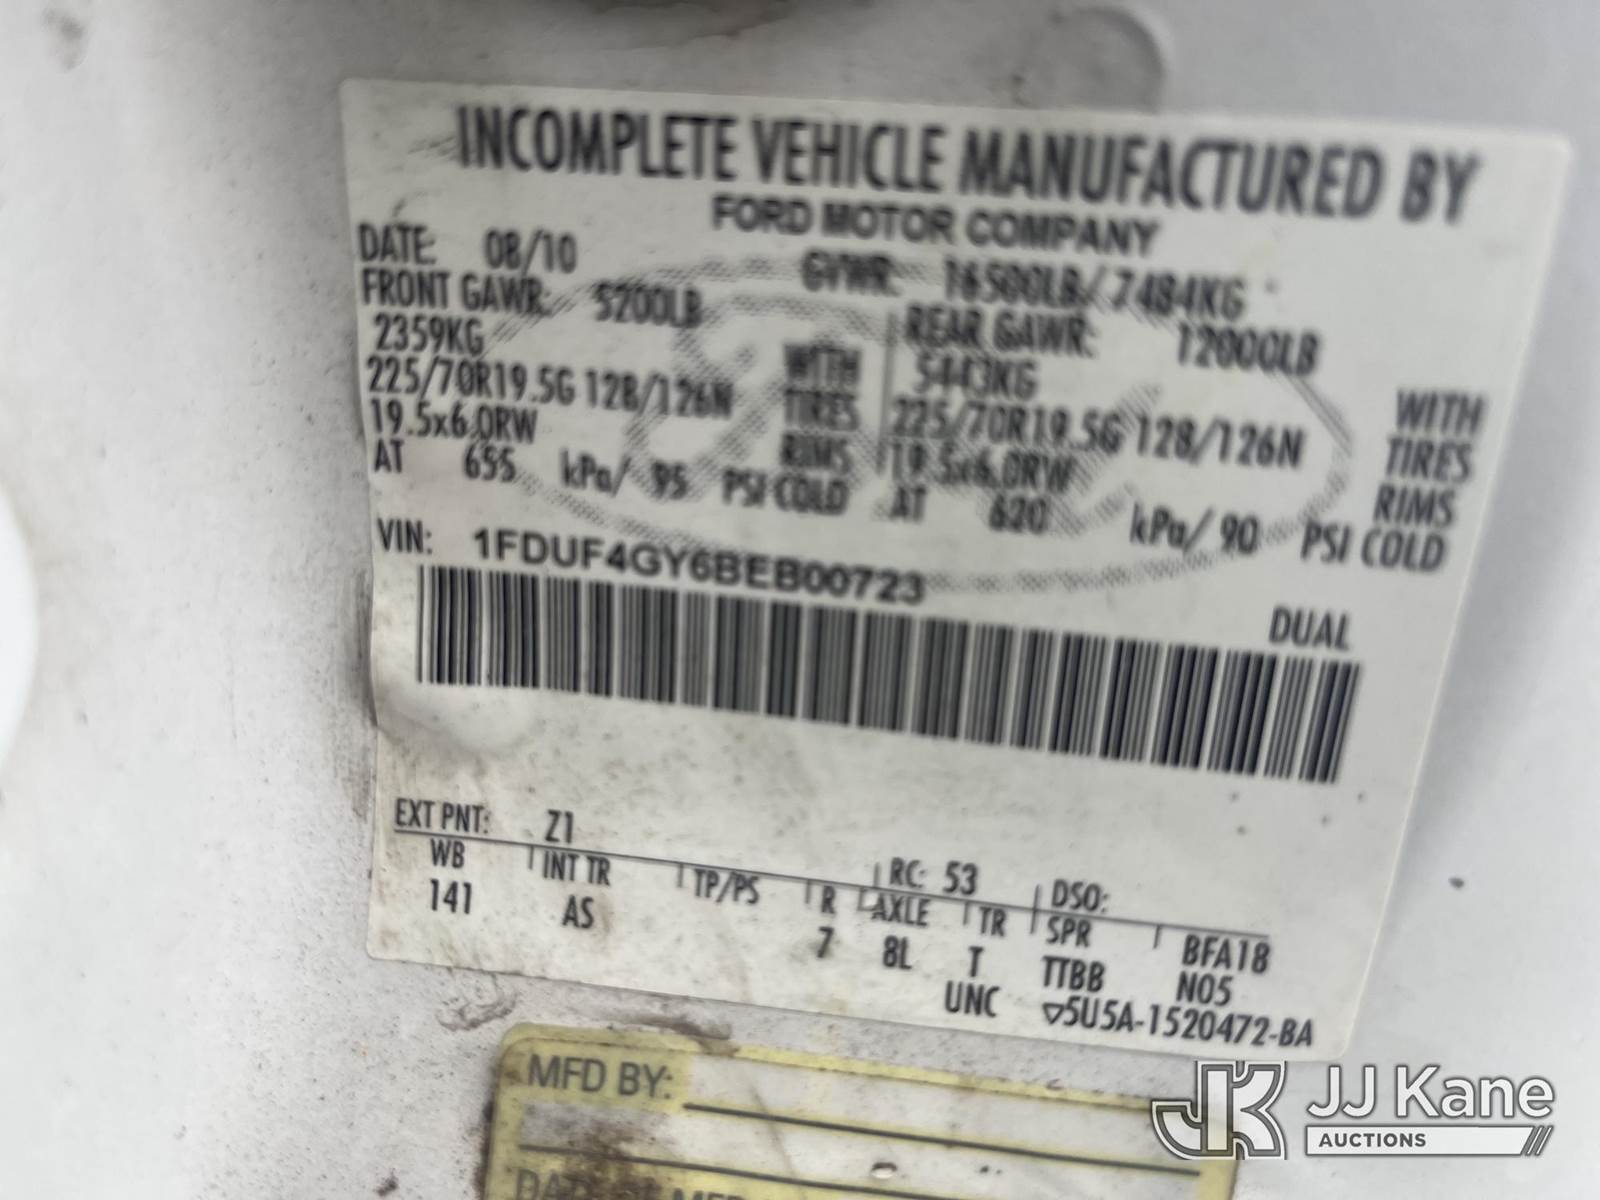 INCOMPLETE VEHICLE MANUFACTURED BY
FORD MOTOR COMPANY
DATE: 08/10 GVWR: 16500LB/ 7484KG
FRONT GAWR: 5200LB REAR GAWR: 12000LB
2359KG WITH 5443KG WITH
225/70R19.5G 128/126N TIRES 225/70R19.5G 128/126N TIRES
19.5x6.0RW RIMS 19.5x6.0RW RIMS
AT 655 kPa/ 95 PSI COLD AT 620 kPa/ 90 PSI COLD
VIN: 1FDUF4GY6BEB00723
DUAL
EXT PNT: Z1 RC: 53 DSO:
WB INT TR TP/PS R AXLE TR SPR BFA18
141 AS 7 8L T TTBB N05
UNC ▽5U5A-1520472-BA
MFD BY:
JK JJ Kane
AUCTIONS